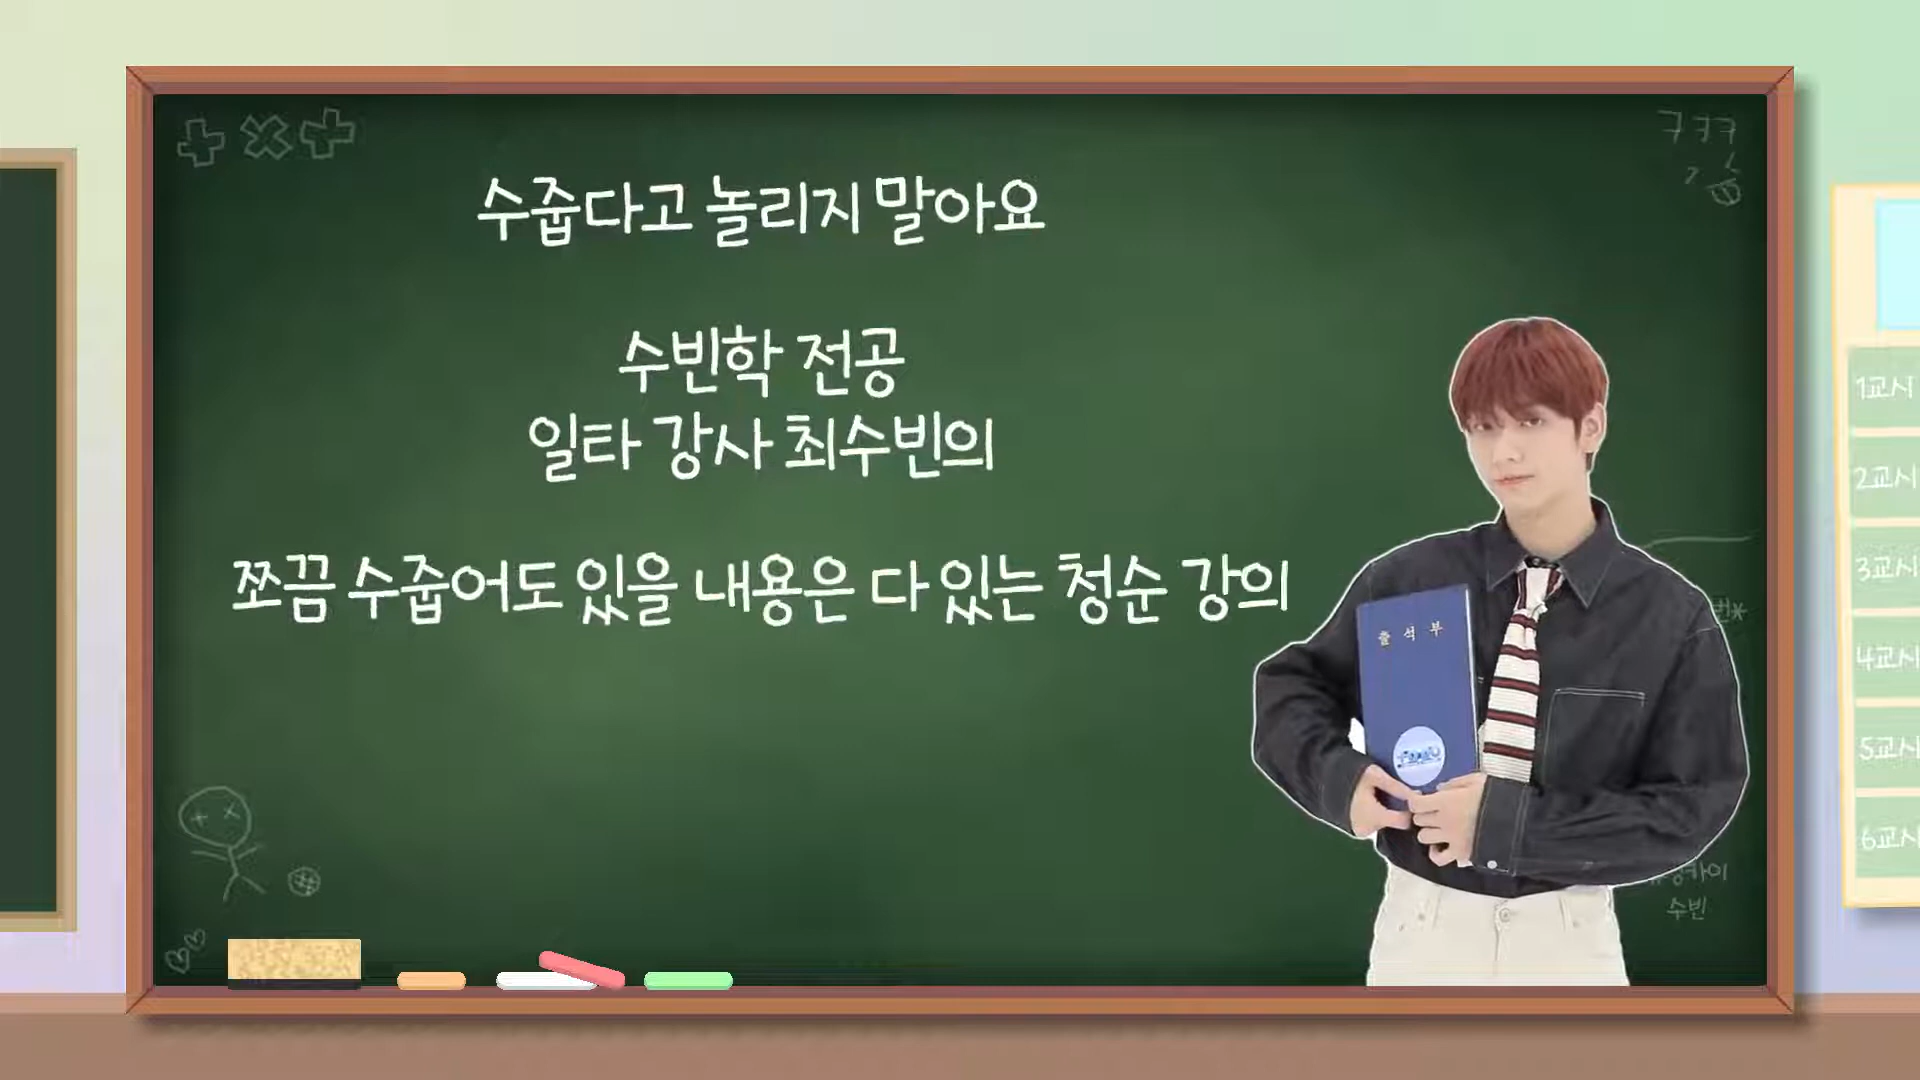 수줍다고 놀리지 말아요
수빈학 전공
일타 강사 최수빈의
쪼끔 수줍어도 있을 내용은 다 있는 청순 강의
출석부
수빈
1교시
2교시
3교시
4교시
5교시
6교시